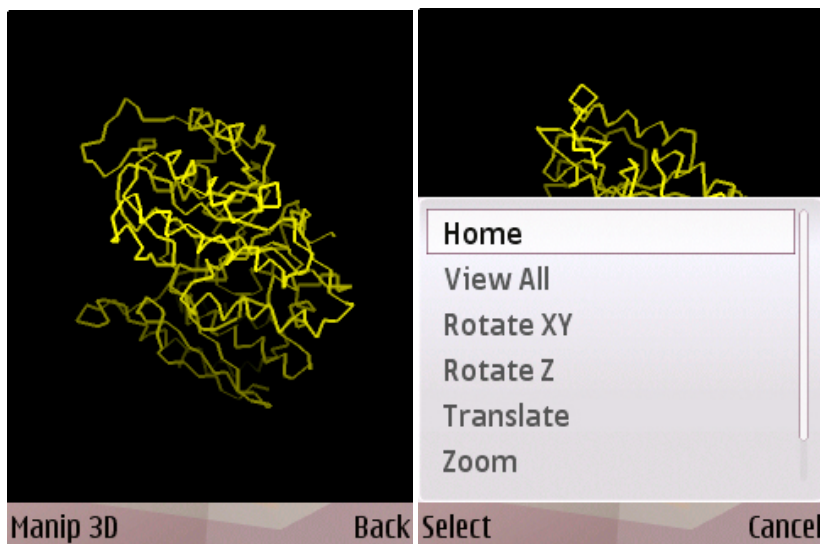 Manip 3D Back
Home
View All
Rotate XY
Rotate Z
Translate
Zoom
Select Cancel